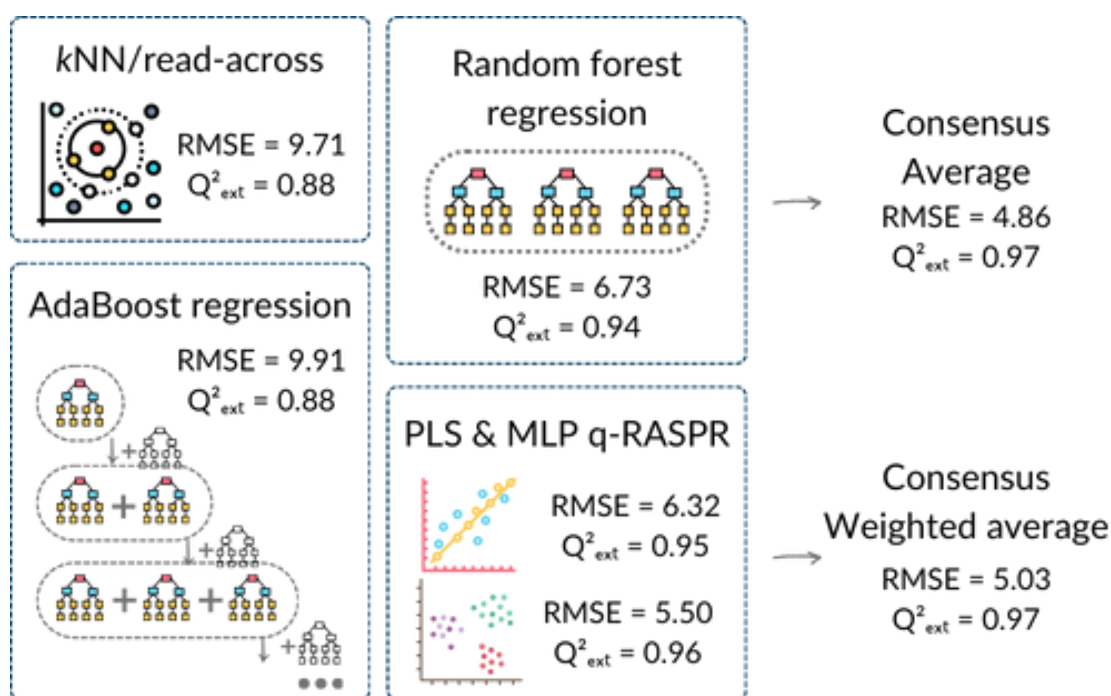 kNN/read-across
RMSE = 9.71
Q²ext = 0.88
AdaBoost regression
RMSE = 9.91
Q²ext = 0.88
Random forest
regression
RMSE = 6.73
Q²ext = 0.94
PLS & MLP q-RASPR
RMSE = 6.32
Q²ext = 0.95
RMSE = 5.50
Q²ext = 0.96
Consensus
Average
RMSE = 4.86
Q²ext = 0.97
Consensus
Weighted average
RMSE = 5.03
Q²ext = 0.97